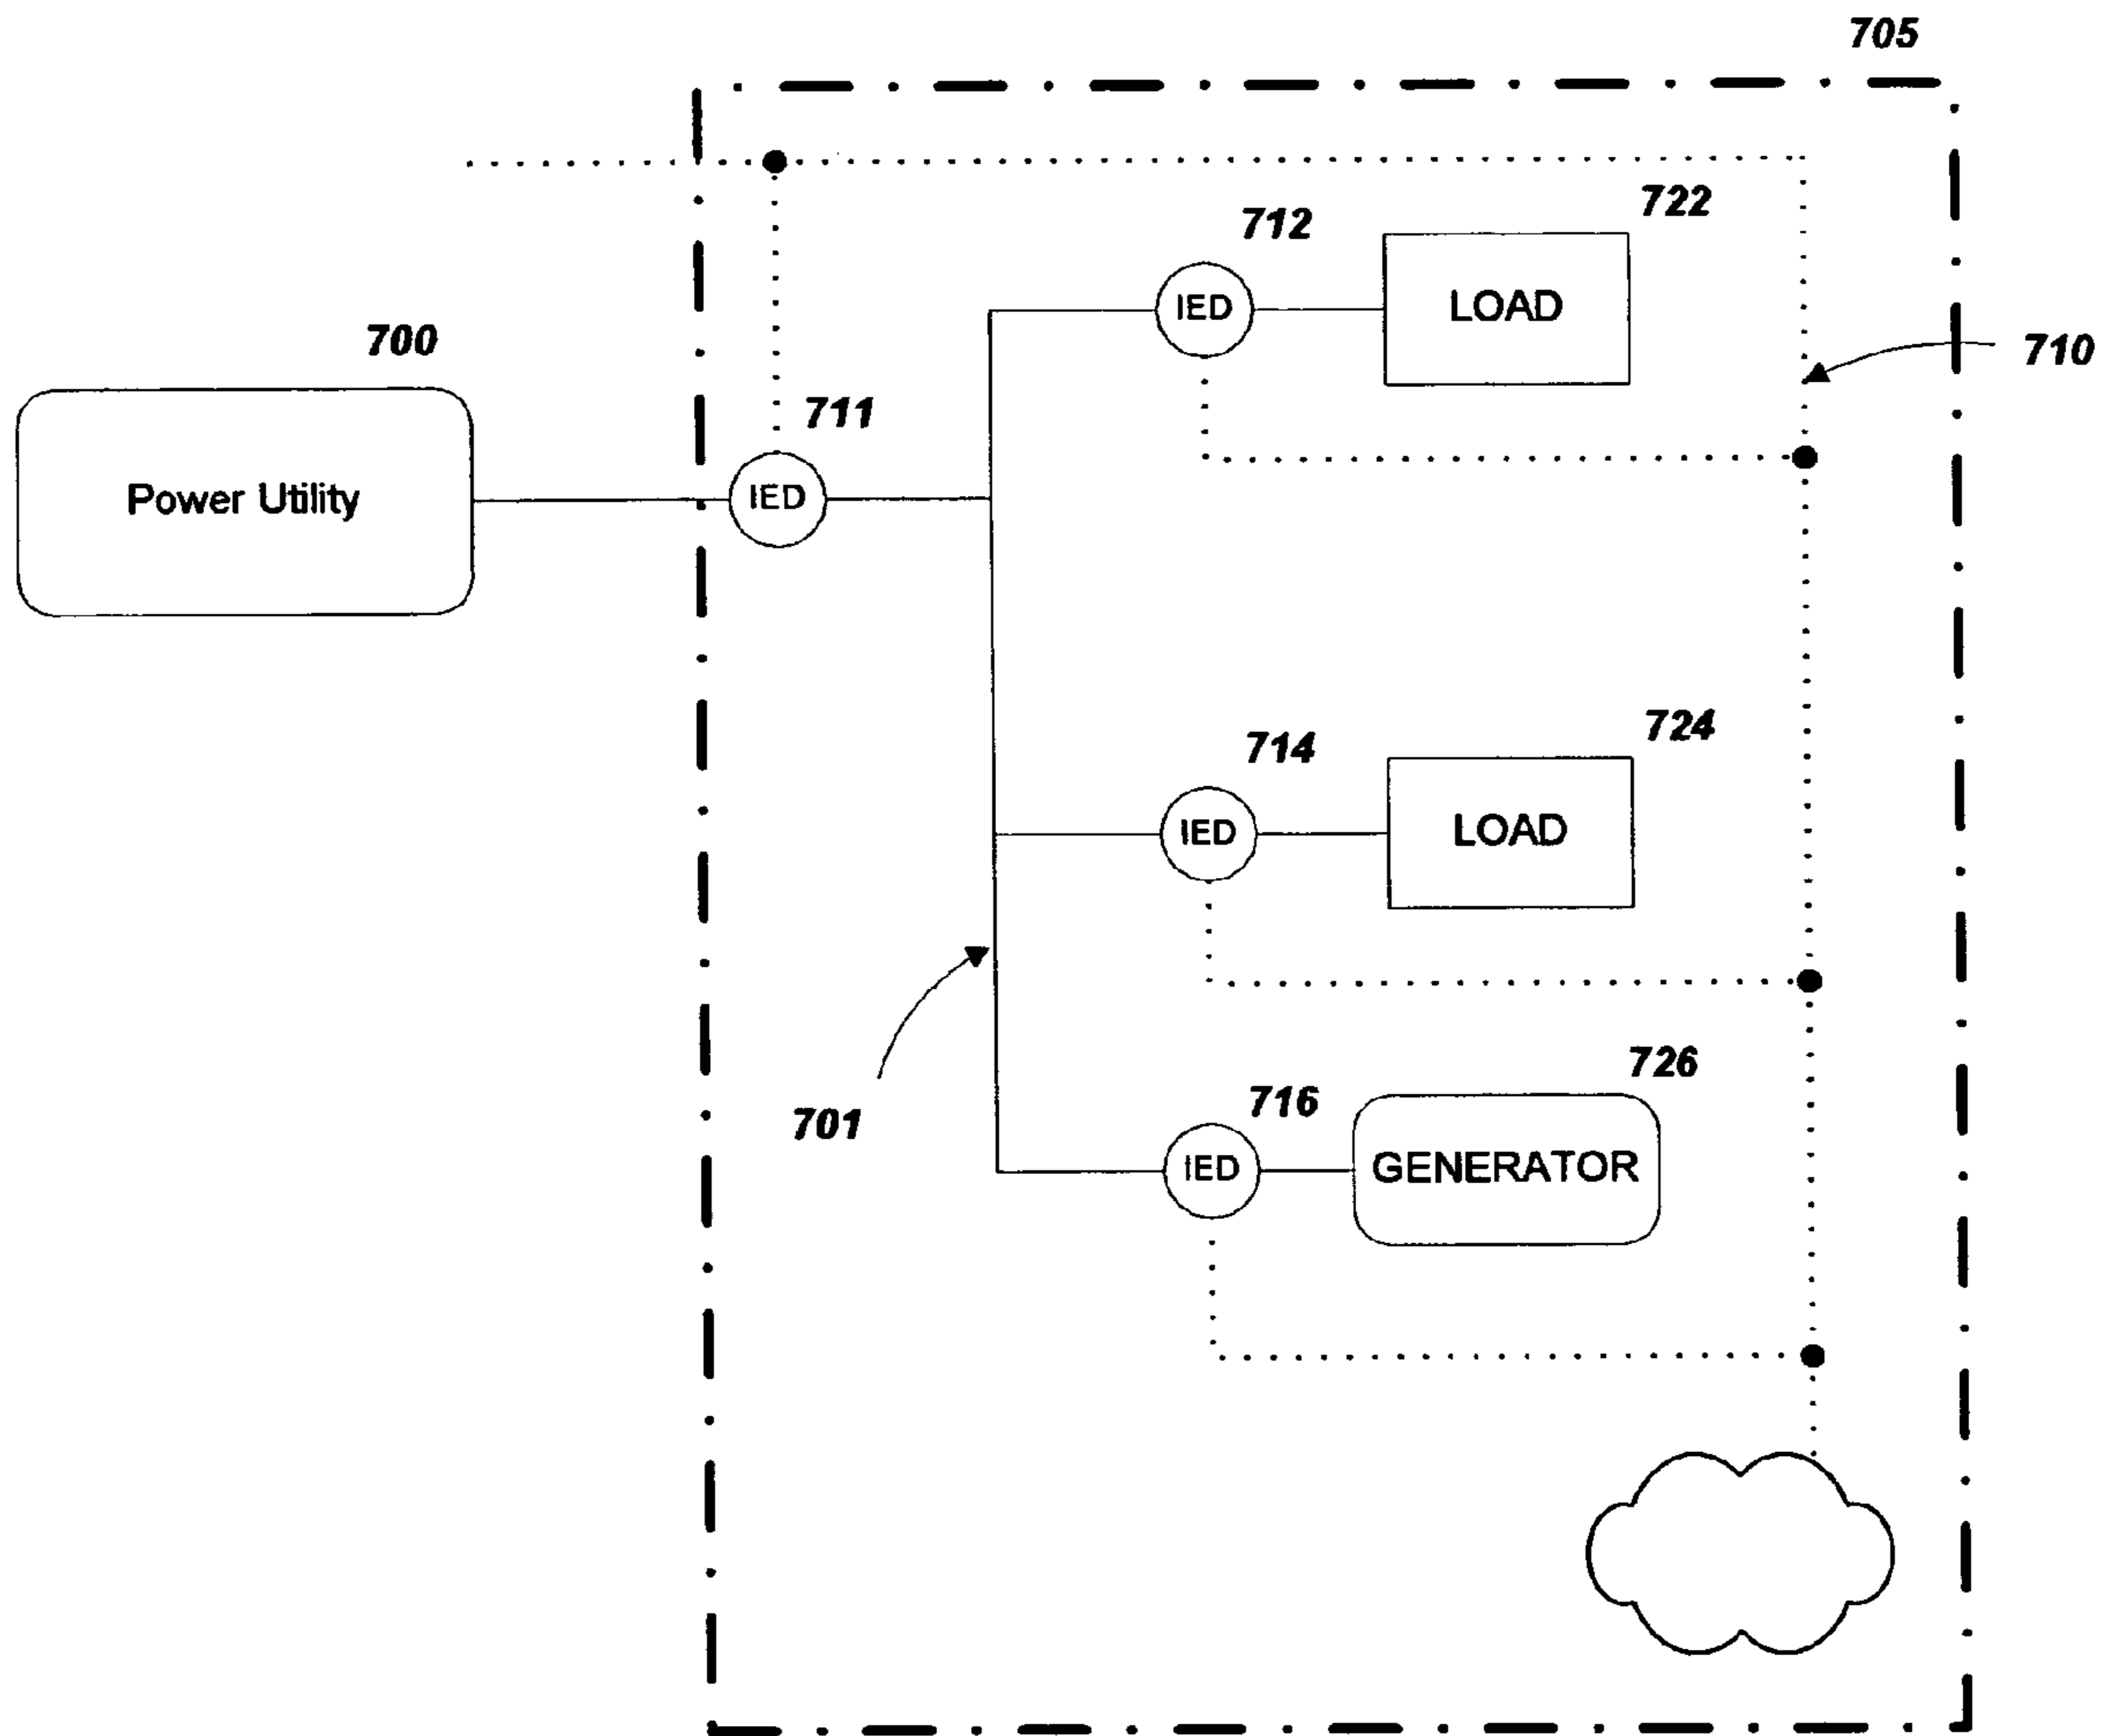 705
722
712
IED
LOAD
710
700
711
Power Utility
IED
724
714
IED
LOAD
726
716
701
IED
GENERATOR